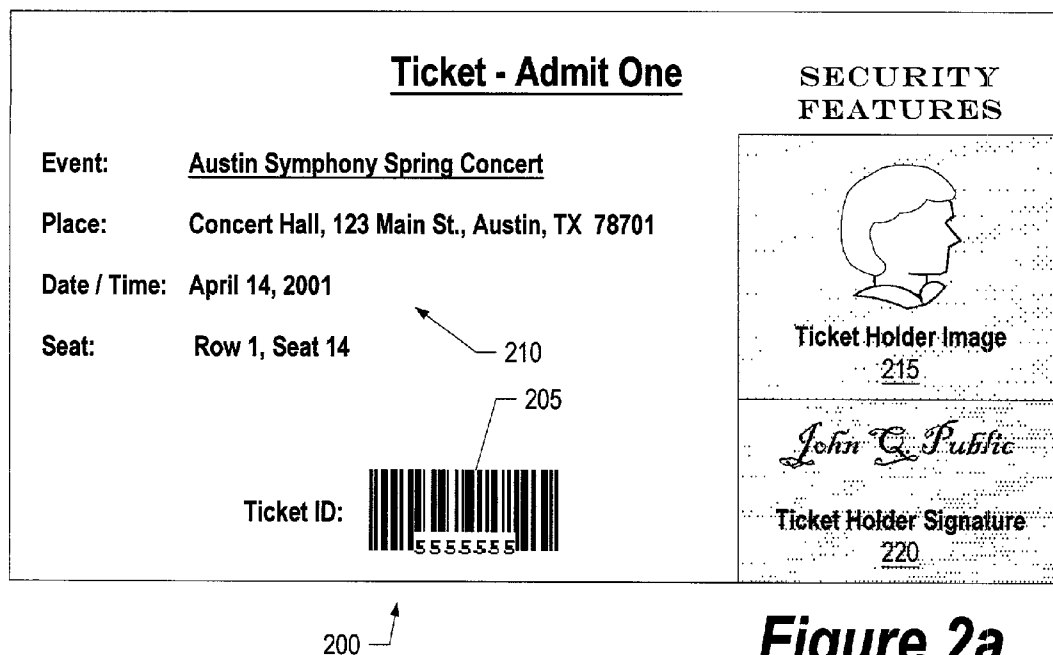 Ticket - Admit One
SECURITY
FEATURES
Event: Austin Symphony Spring Concert
Place: Concert Hall, 123 Main St., Austin, TX 78701
Date / Time: April 14, 2001
Seat: Row 1, Seat 14
210
205
Ticket ID:
5555555
Ticket Holder Image
215
John Q. Public
Ticket Holder Signature
220
200
Figure 2a